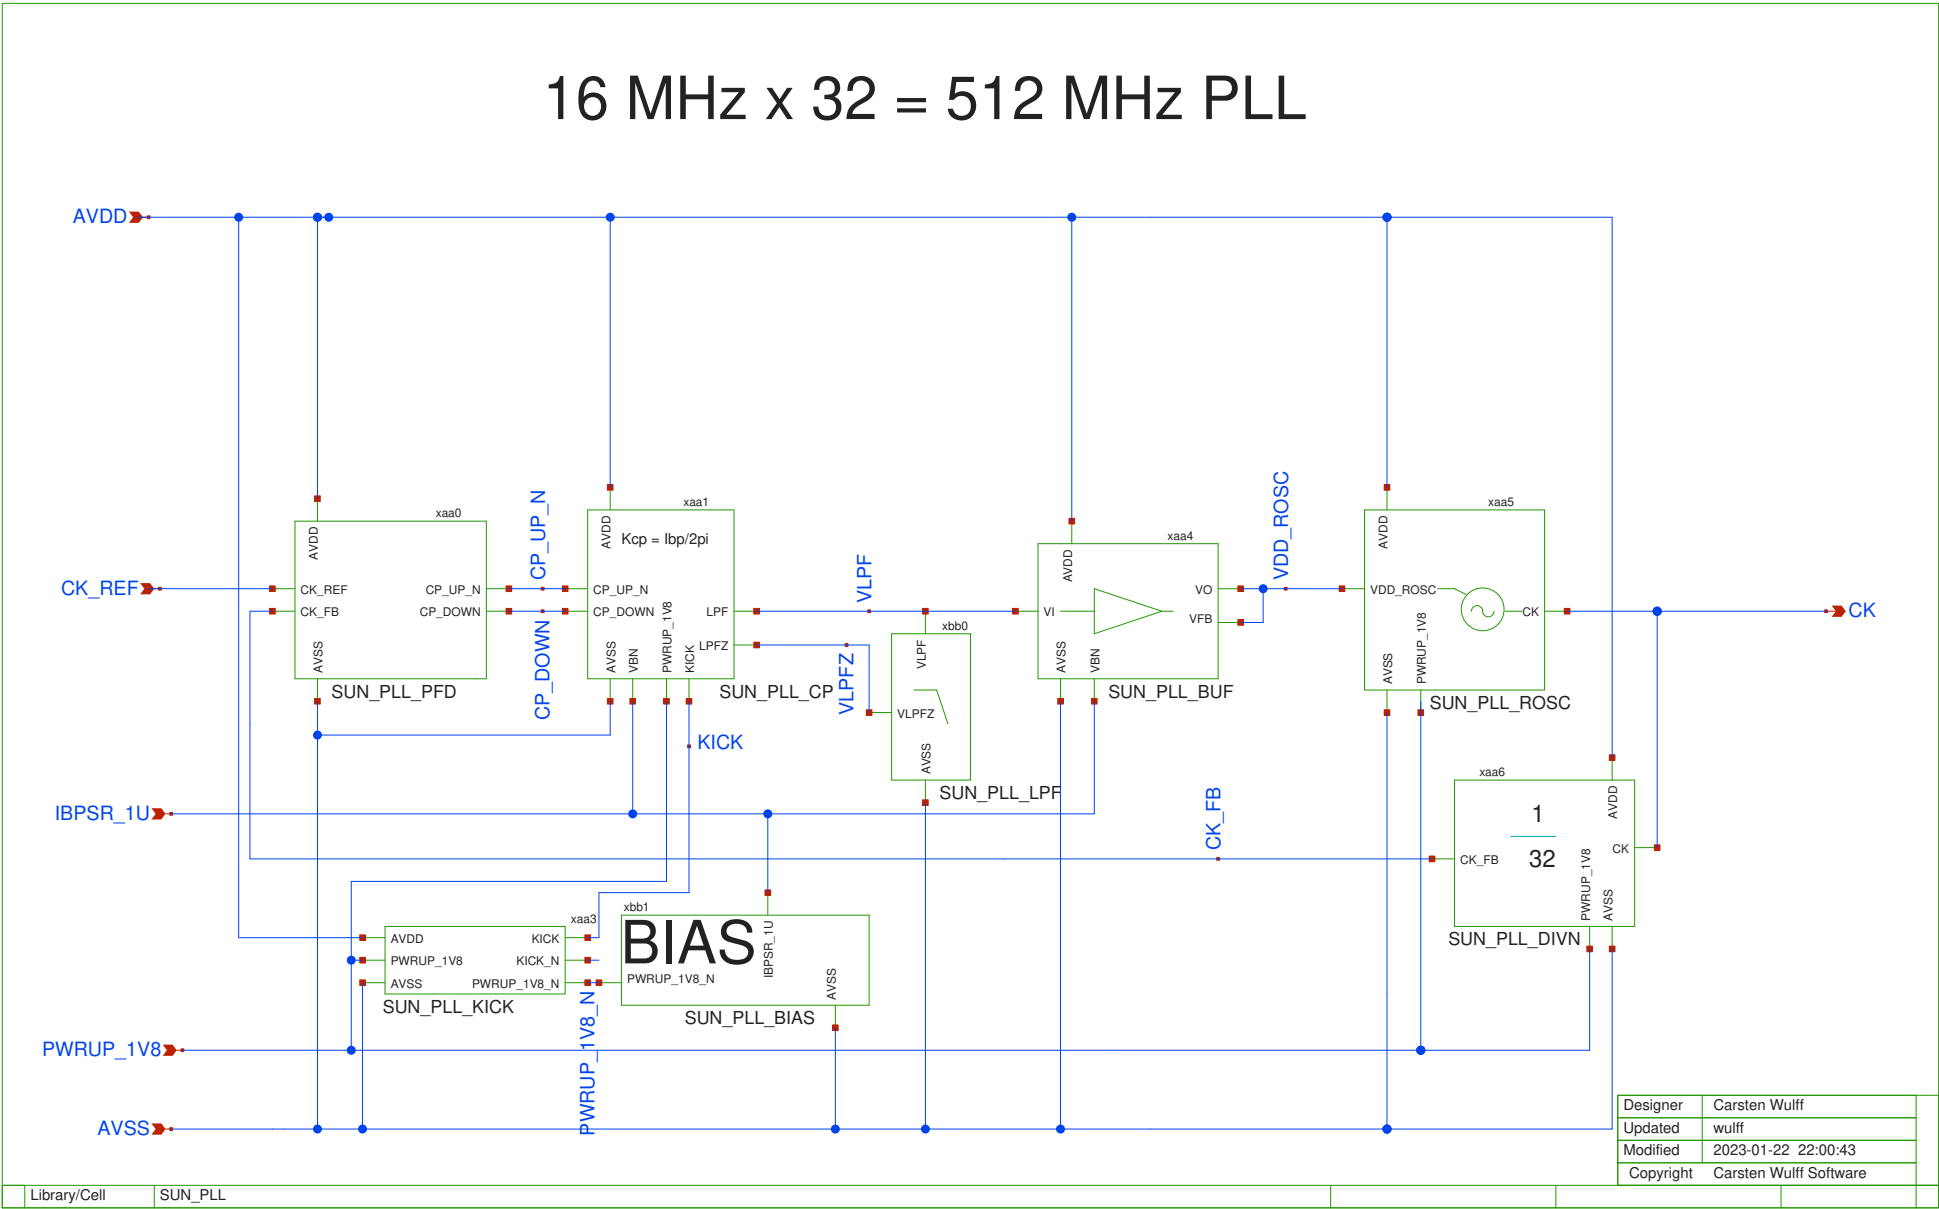 16 MHz x 32 = 512 MHz PLL
AVDD
CK_REF
IBPSR_1U
PWRUP_1V8
AVSS
xaa0
AVDD
CK_REF
CK_FB
CP_UP_N
CP_DOWN
AVSS
SUN_PLL_PFD
CP_UP_N
CP_DOWN
xaa1
AVDD
Kcp = Ibp/2pi
CP_UP_N
CP_DOWN
LPF
LPFZ
AVSS
VBN
PWRUP_1V8
KICK
SUN_PLL_CP
KICK
VLPF
VLPFZ
xbb0
VLPF
VLPFZ
AVSS
SUN_PLL_LPF
xaa4
AVDD
VI
VO
VFB
AVSS
VBN
SUN_PLL_BUF
VDD_ROSC
xaa5
AVDD
VDD_ROSC
CK
AVSS
PWRUP_1V8
SUN_PLL_ROSC
CK
CK_FB
xaa6
1
32
AVDD
CK
CK_FB
PWRUP_1V8
AVSS
SUN_PLL_DIVN
xaa3
AVDD
PWRUP_1V8
AVSS
KICK
KICK_N
PWRUP_1V8_N
SUN_PLL_KICK
PWRUP_1V8_N
xbb1
BIAS
IBPSR_1U
PWRUP_1V8_N
AVSS
SUN_PLL_BIAS
Designer Carsten Wulff
Updated wulff
Modified 2023-01-22 22:00:43
Copyright Carsten Wulff Software
Library/Cell SUN_PLL